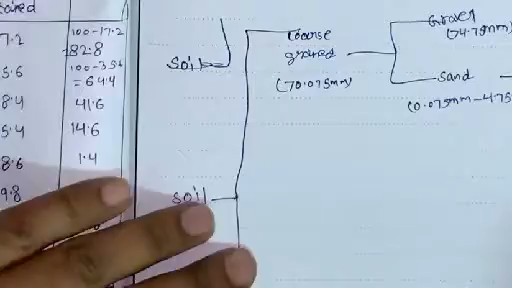 100-17.2
7.2 =82.8
5.6 100-35.6
=64.4
8.4 41.6
5.4 14.6
8.6 1.4
9.8
soil
Coarse
grained
(>0.075mm)
Gravel
(>4.75mm)
Sand
(0.075mm-4.75
soil